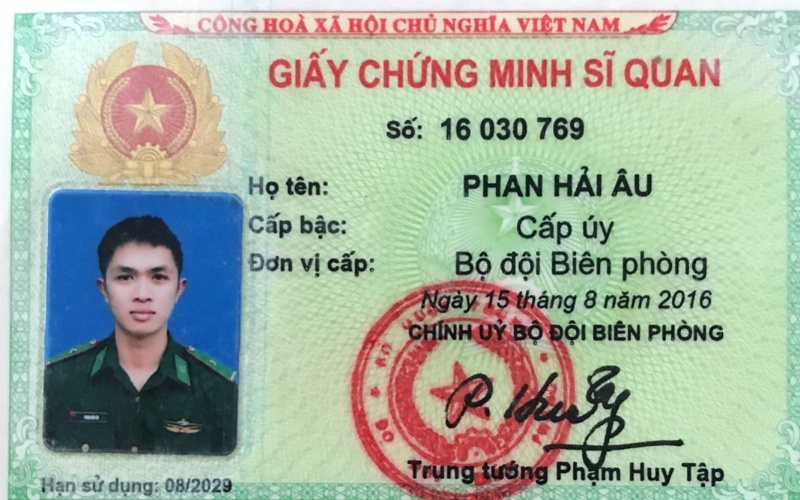 CỘNG HOÀ XÃ HỘI CHỦ NGHĨA VIỆT NAM
GIẤY CHỨNG MINH SĨ QUAN
Số: 16 030 769
Họ tên: PHAN HẢI ÂU
Cấp bậc: Cấp úy
Đơn vị cấp: Bộ đội Biên phòng
Ngày 15 tháng 8 năm 2016
CHÍNH UỶ BỘ ĐỘI BIÊN PHÒNG
Trung tướng Phạm Huy Tập
Hạn sử dụng: 08/2029